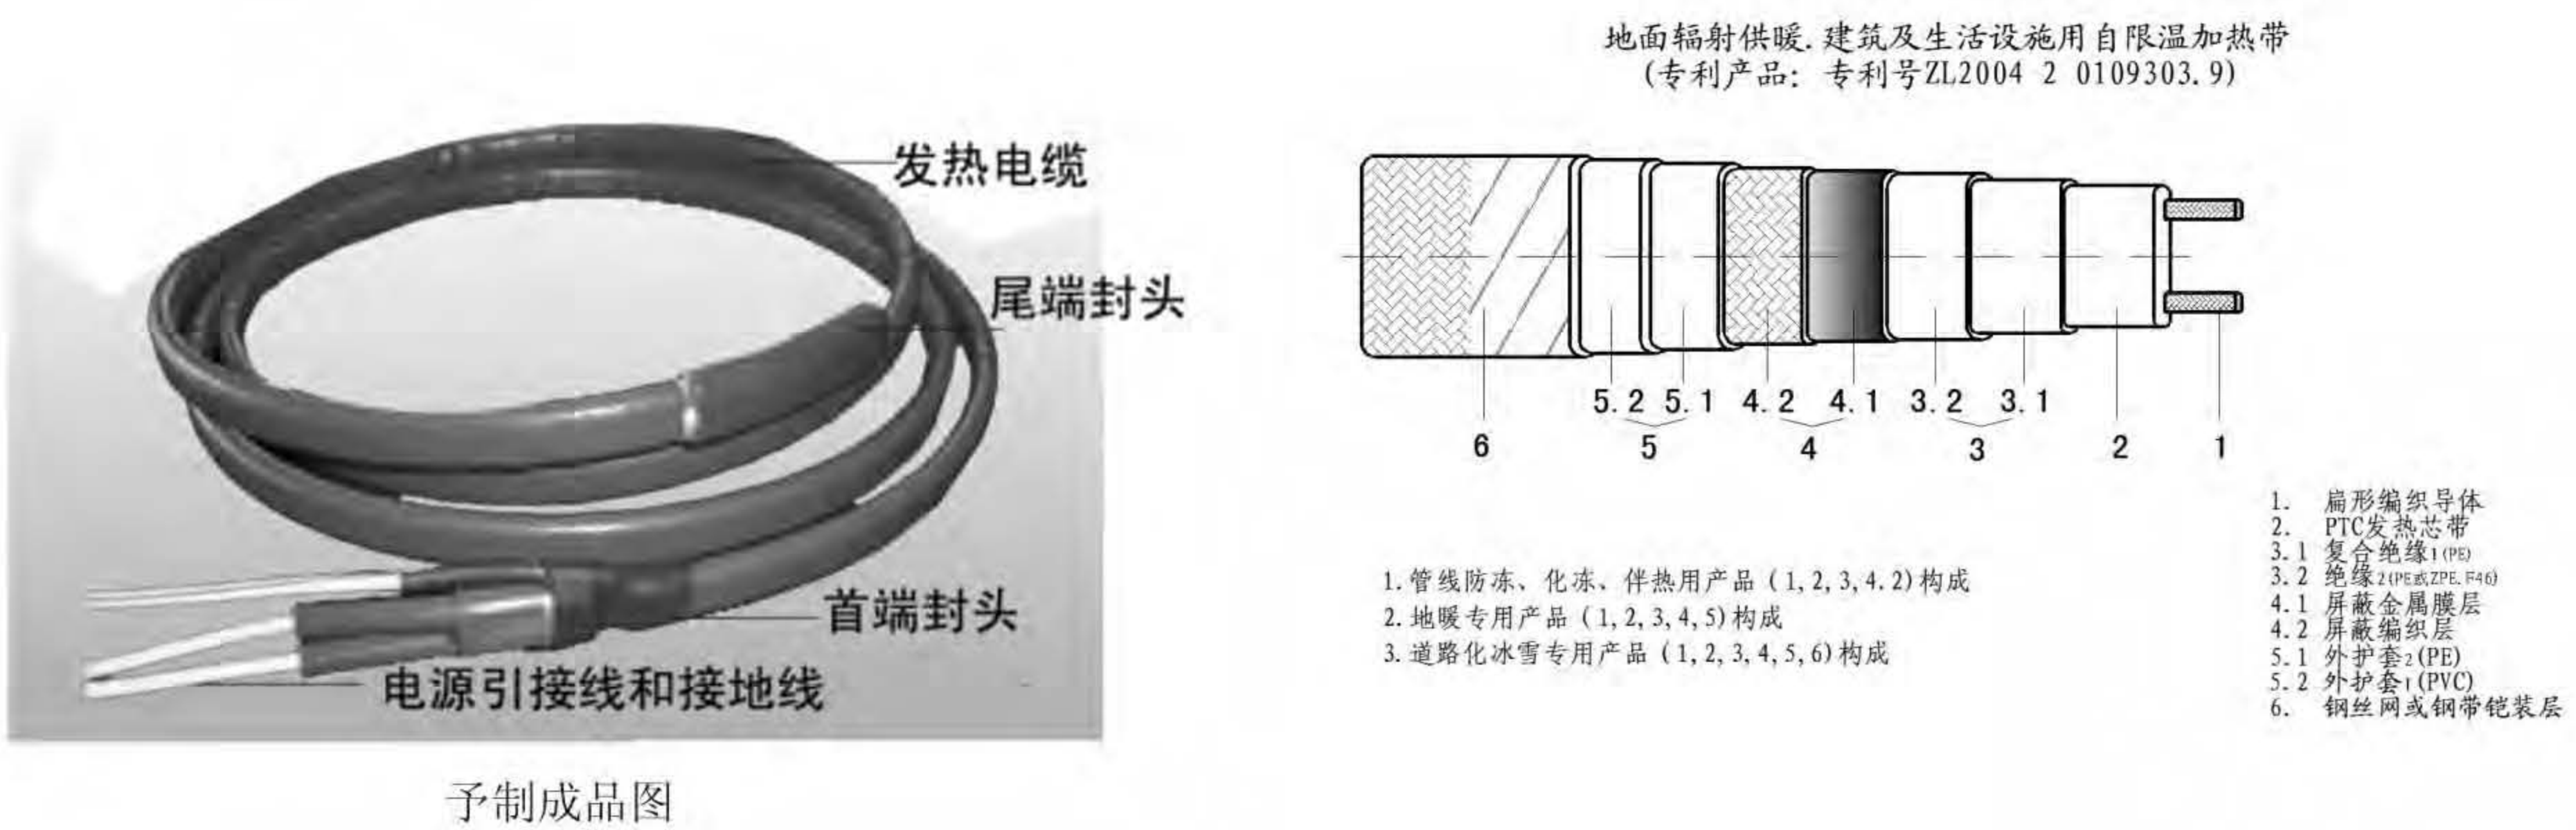 发热电缆
尾端封头
首端封头
电源引接线和接地线
予制成品图
地面辐射供暖.建筑及生活设施用自限温加热带
(专利产品: 专利号ZL2004 2 0109303.9)
5.2 5.1 4.2 4.1 3.2 3.1
6 5 4 3 2 1
1.管线防冻、化冻、伴热用产品(1,2,3,4.2)构成
2.地暖专用产品(1,2,3,4,5)构成
3.道路化冰雪专用产品(1,2,3,4,5,6)构成
1. 扁形编织导体
2. PTC发热芯带
3.1 复合绝缘1(PE)
3.2 绝缘2(PE或ZPE.F46)
4.1 屏蔽金属膜层
4.2 屏蔽编织层
5.1 外护套2(PE)
5.2 外护套1(PVC)
6. 钢丝网或钢带铠装层